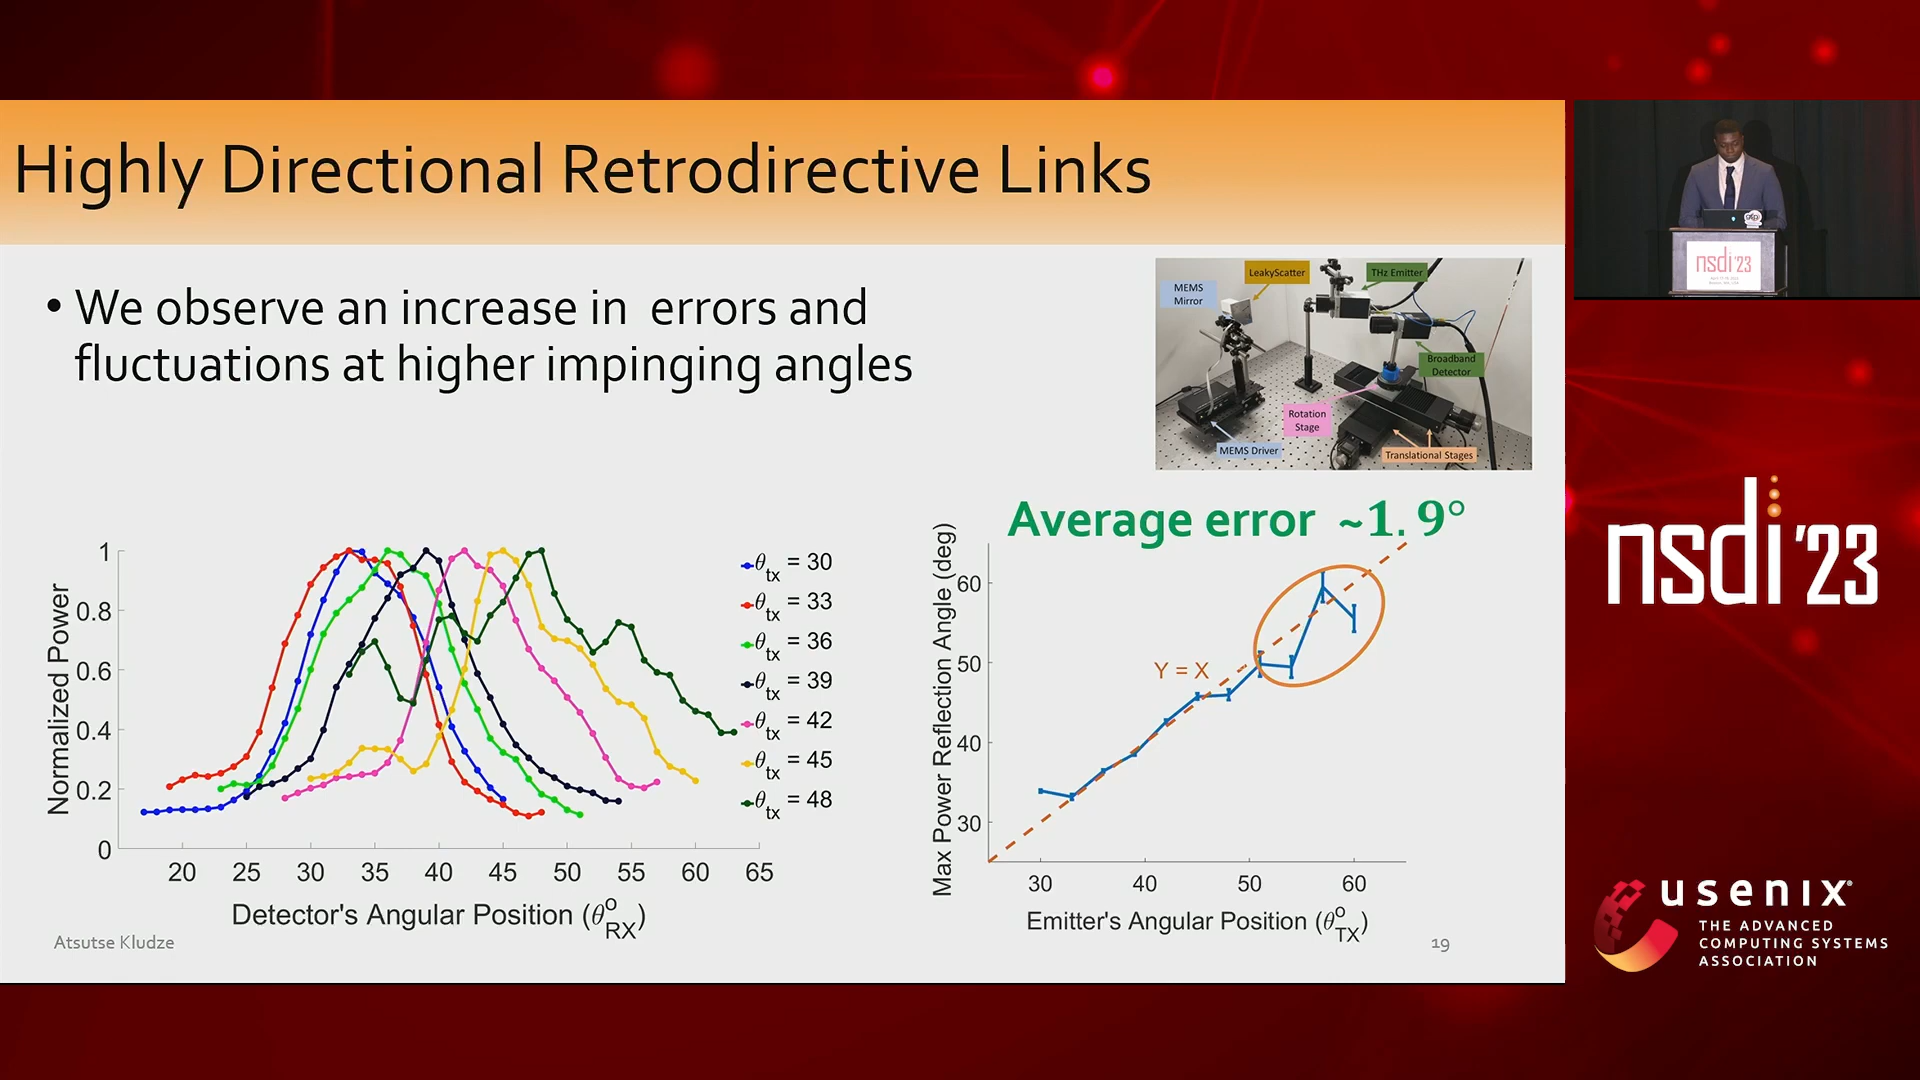 Highly Directional Retrodirective Links
• We observe an increase in errors and
fluctuations at higher impinging angles
LeakyScatter
THz Emitter
MEMS
Mirror
Broadband
Detector
Rotation
Stage
MEMS Driver
Translational Stages
Average error ~1.9°
1
0.8
0.6
0.4
0.2
0
Normalized Power
20 25 30 35 40 45 50 55 60 65
Detector's Angular Position (θ°RX)
θtx = 30
θtx = 33
θtx = 36
θtx = 39
θtx = 42
θtx = 45
θtx = 48
Max Power Reflection Angle (deg)
60
50
40
30
Y = X
30 40 50 60
Emitter's Angular Position (θ°TX)
Atsutse Kludze
19
nsdi'23
nsdi'23
usenix®
THE ADVANCED
COMPUTING SYSTEMS
ASSOCIATION